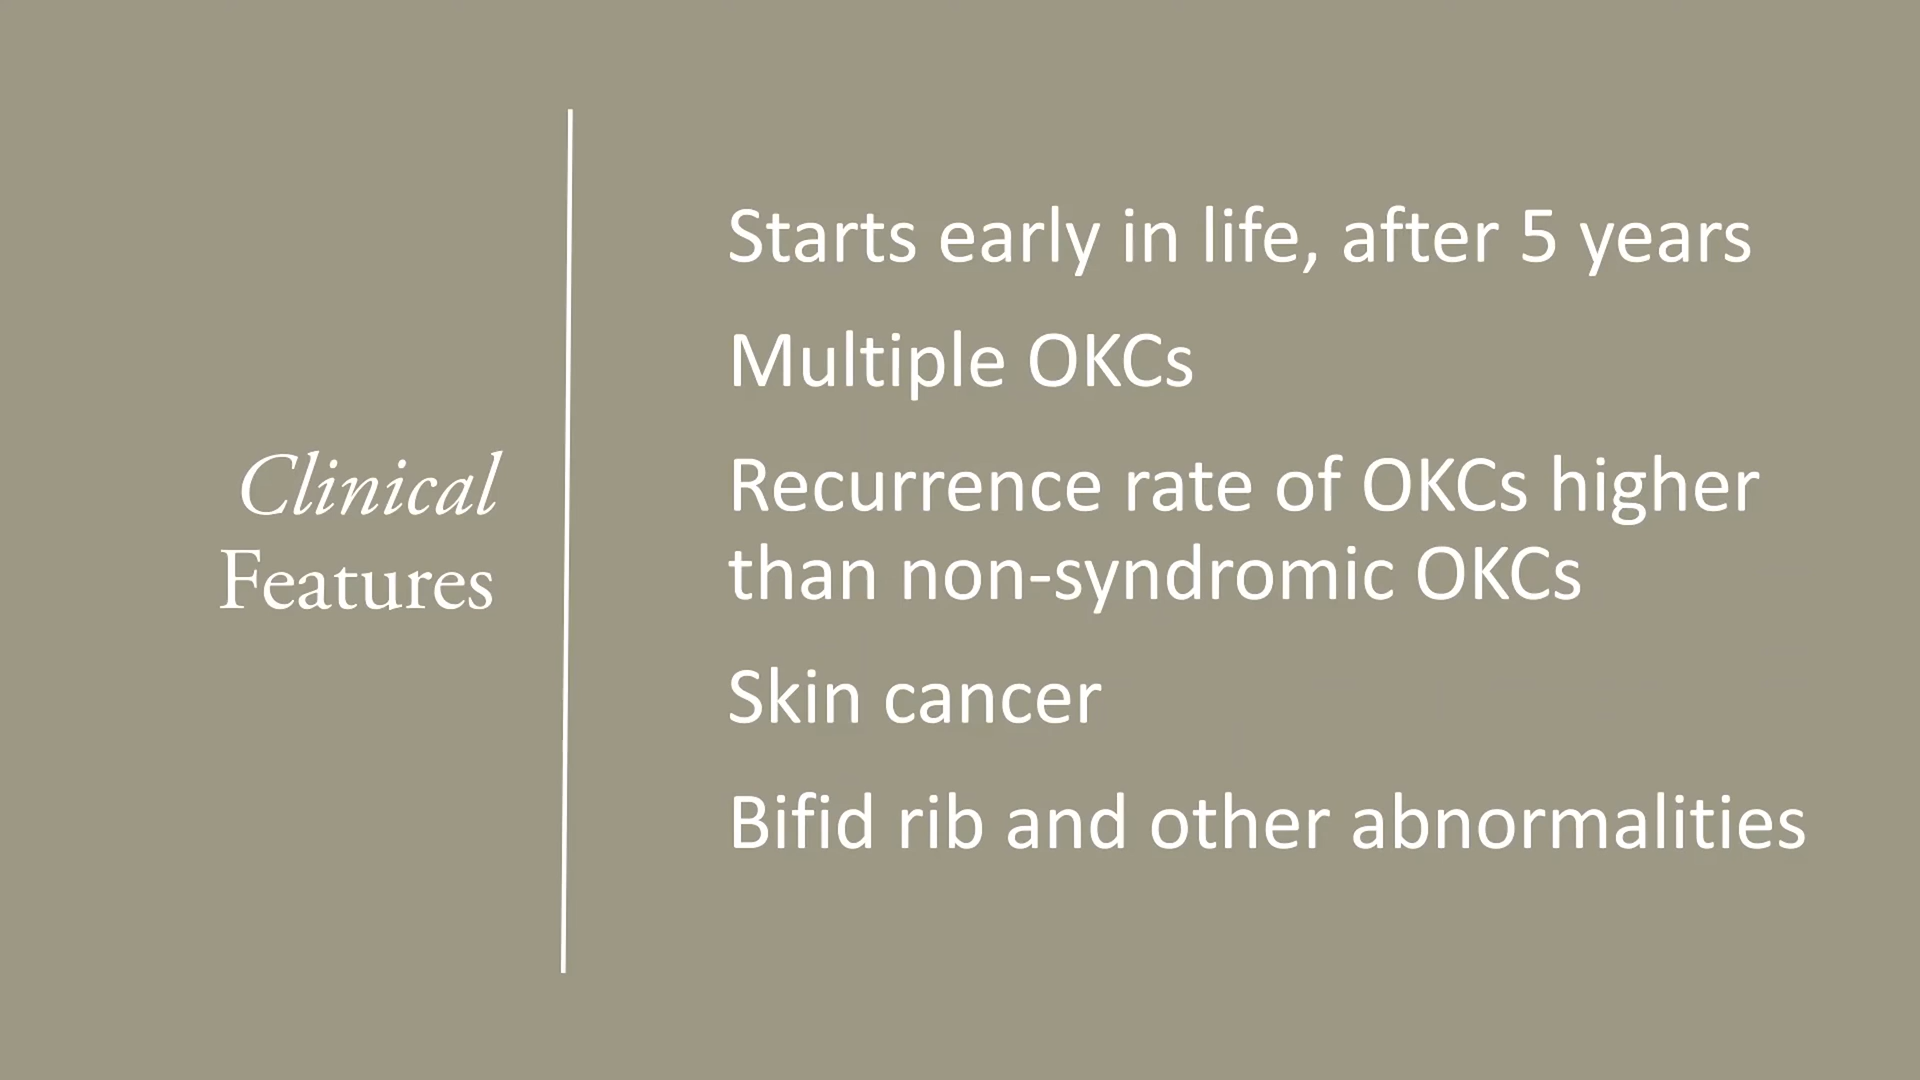 Clinical
Features
Starts early in life, after 5 years
Multiple OKCs
Recurrence rate of OKCs higher
than non-syndromic OKCs
Skin cancer
Bifid rib and other abnormalities